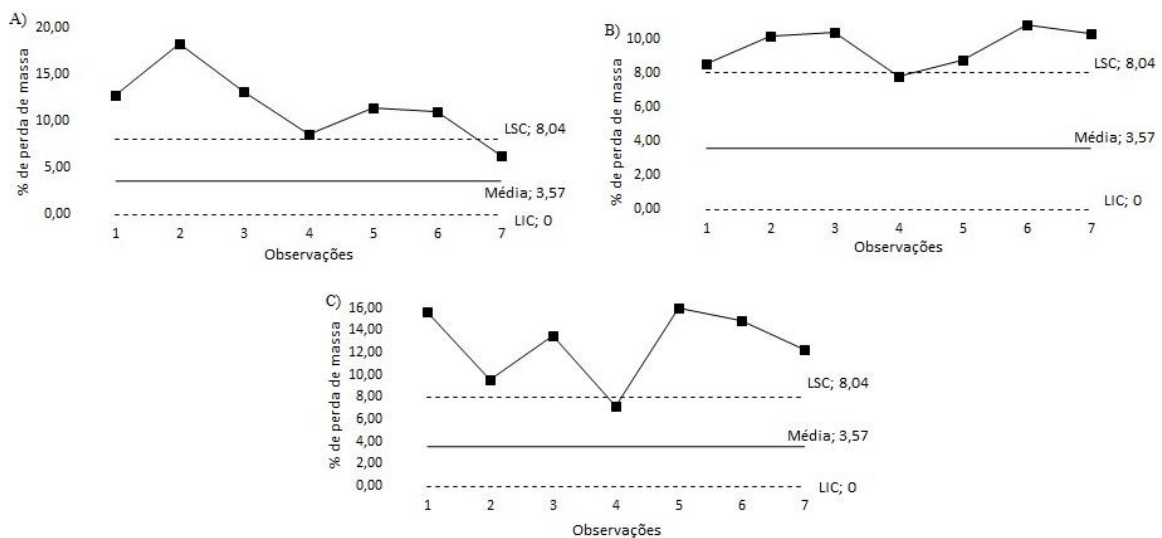 A)
% de perda de massa
20,00
15,00
10,00
5,00
0,00
LSC; 8,04
Média; 3,57
LIC; 0
1 2 3 4 5 6 7
Observações
B)
% de perda de massa
10,00
8,00
6,00
4,00
2,00
0,00
LSC; 8,04
Média; 3,57
LIC; 0
1 2 3 4 5 6 7
Observações
C)
% de perda de massa
16,00
14,00
12,00
10,00
8,00
6,00
4,00
2,00
0,00
LSC; 8,04
Média; 3,57
LIC; 0
1 2 3 4 5 6 7
Observações